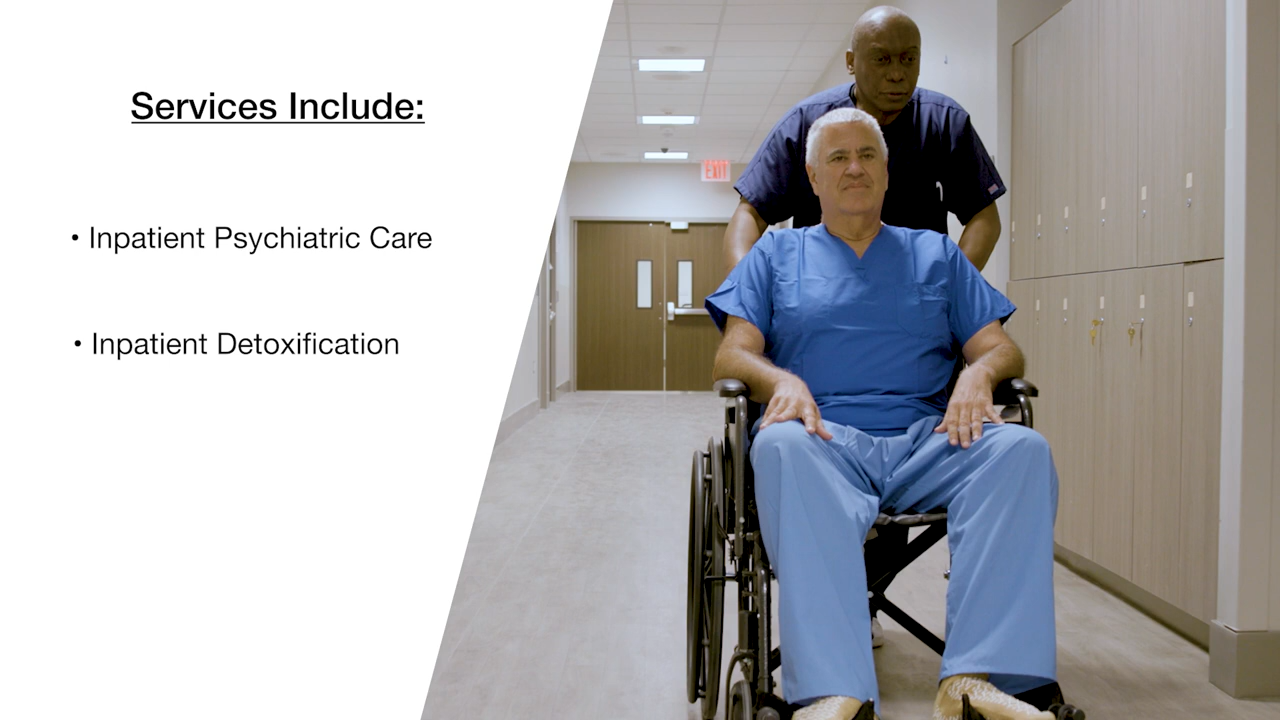 Services Include:
• Inpatient Psychiatric Care
• Inpatient Detoxification
EXIT